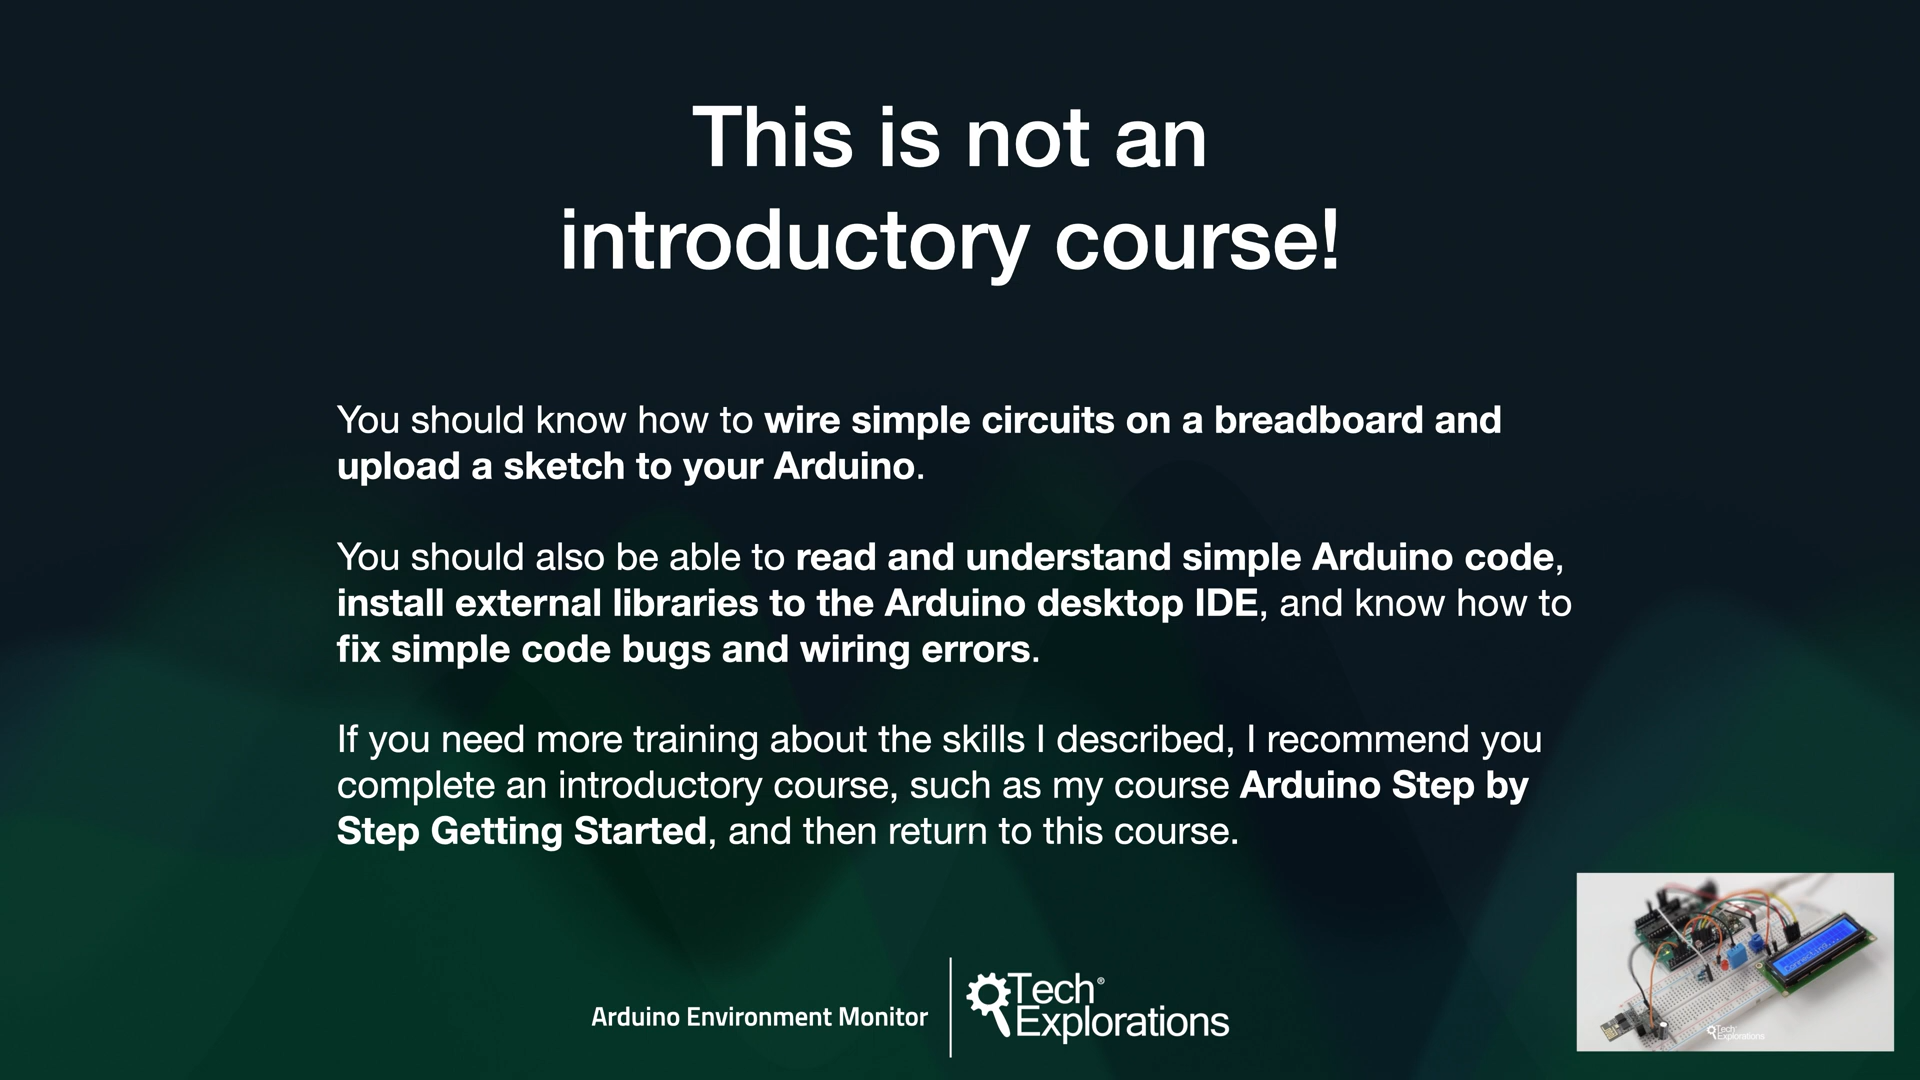 This is not an
introductory course!
You should know how to wire simple circuits on a breadboard and
upload a sketch to your Arduino.
You should also be able to read and understand simple Arduino code,
install external libraries to the Arduino desktop IDE, and know how to
fix simple code bugs and wiring errors.
If you need more training about the skills I described, I recommend you
complete an introductory course, such as my course Arduino Step by
Step Getting Started, and then return to this course.
Arduino Environment Monitor
Tech®
Explorations
Connecting...
Tech
Explorations